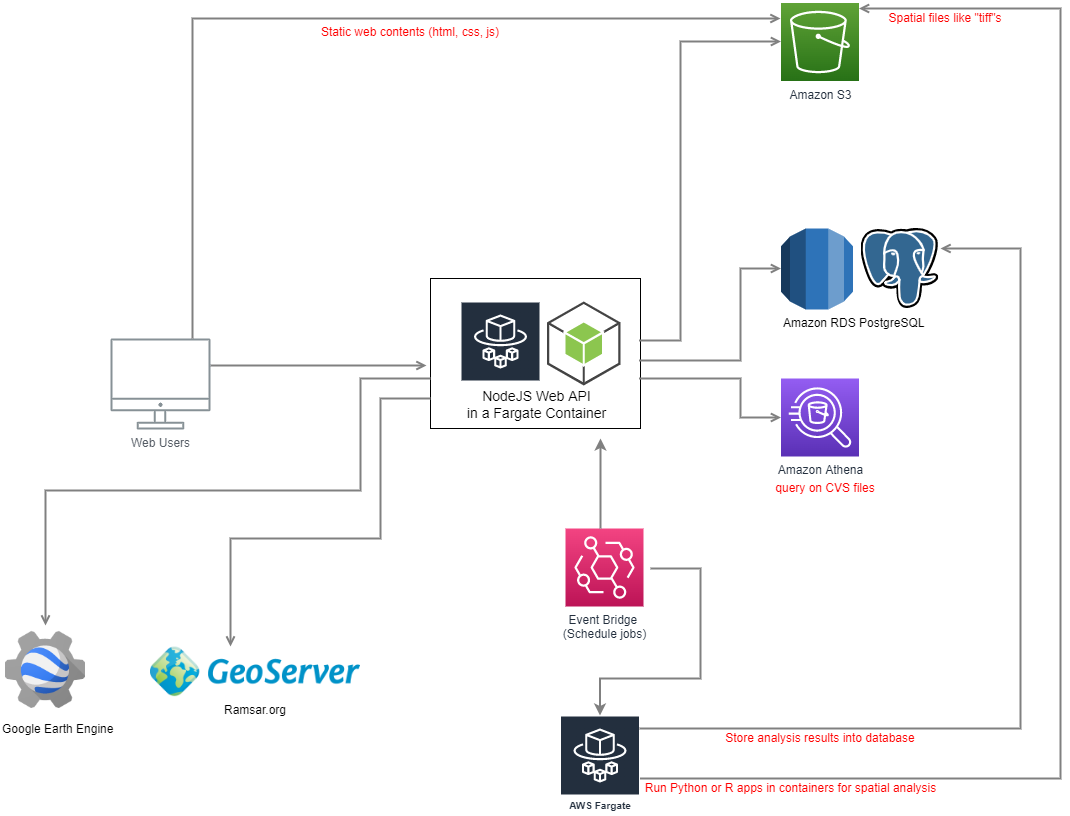 Static web contents (html, css, js)
Spatial files like "tiff"s
Amazon S3
Amazon RDS PostgreSQL
NodeJS Web API
in a Fargate Container
Web Users
Amazon Athena
query on CVS files
Event Bridge
(Schedule jobs)
GeoServer
Ramsar.org
Google Earth Engine
Store analysis results into database
Run Python or R apps in containers for spatial analysis
AWS Fargate